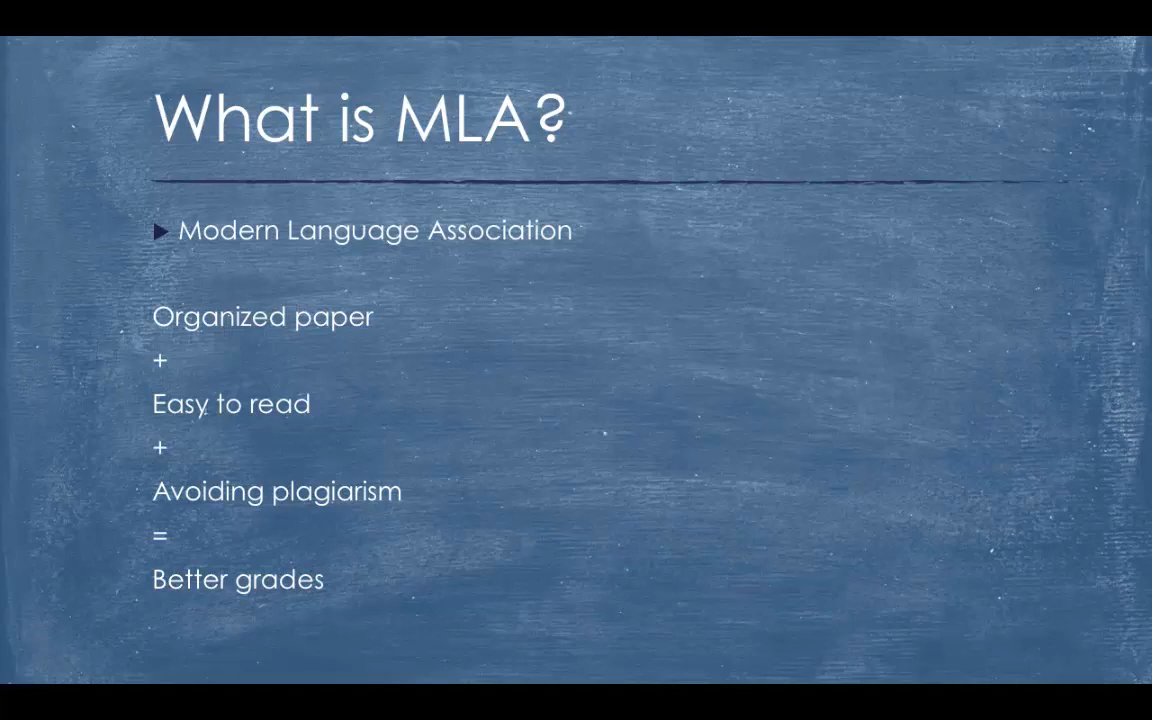 What is MLA?
Modern Language Association
Organized paper
+
Easy to read
+
Avoiding plagiarism
=
Better grades